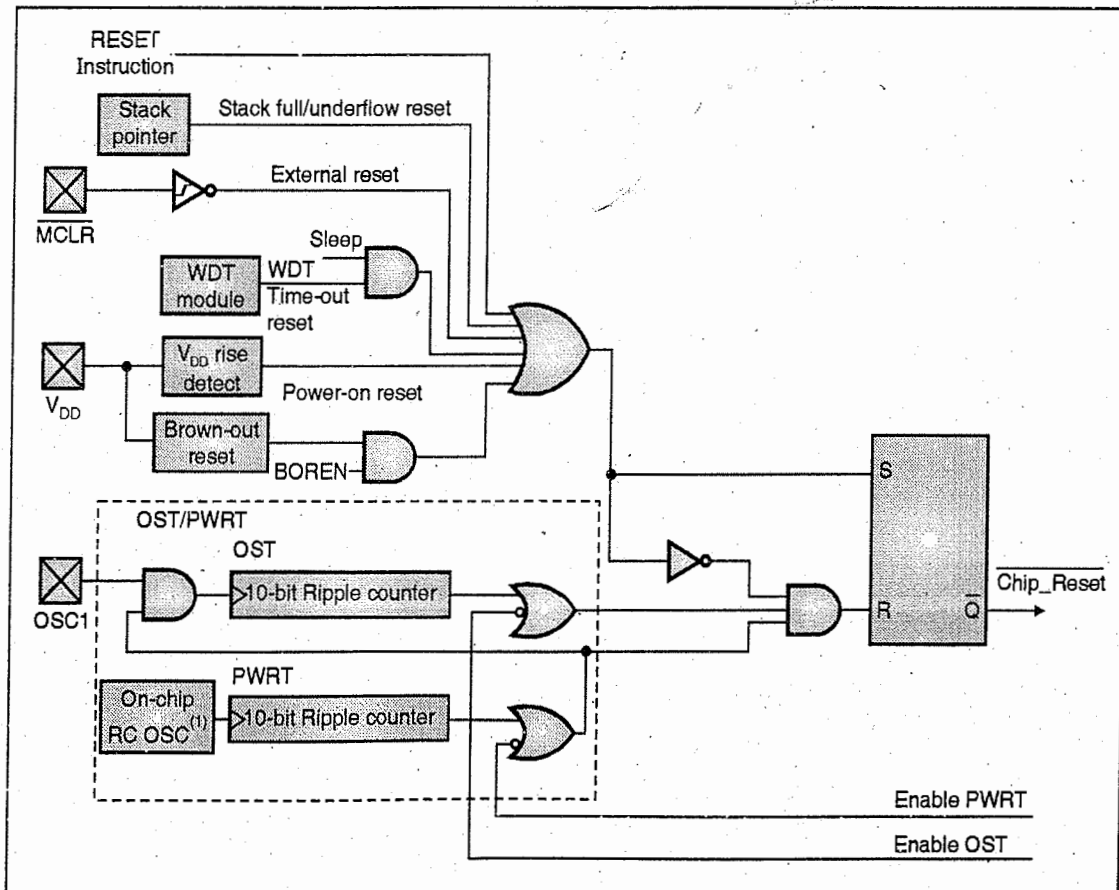 RESET
Instruction
Stack
pointer
Stack full/underflow reset
External reset
MCLR
Sleep
WDT
module
WDT
Time-out
reset
VDD
VDD rise
detect
Power-on reset
Brown-out
reset
BOREN
S
OST/PWRT
OST
OSC1
10-bit Ripple counter
Chip_Reset
R
Q
PWRT
On-chip
RC OSC(1)
10-bit Ripple counter
Enable PWRT
Enable OST